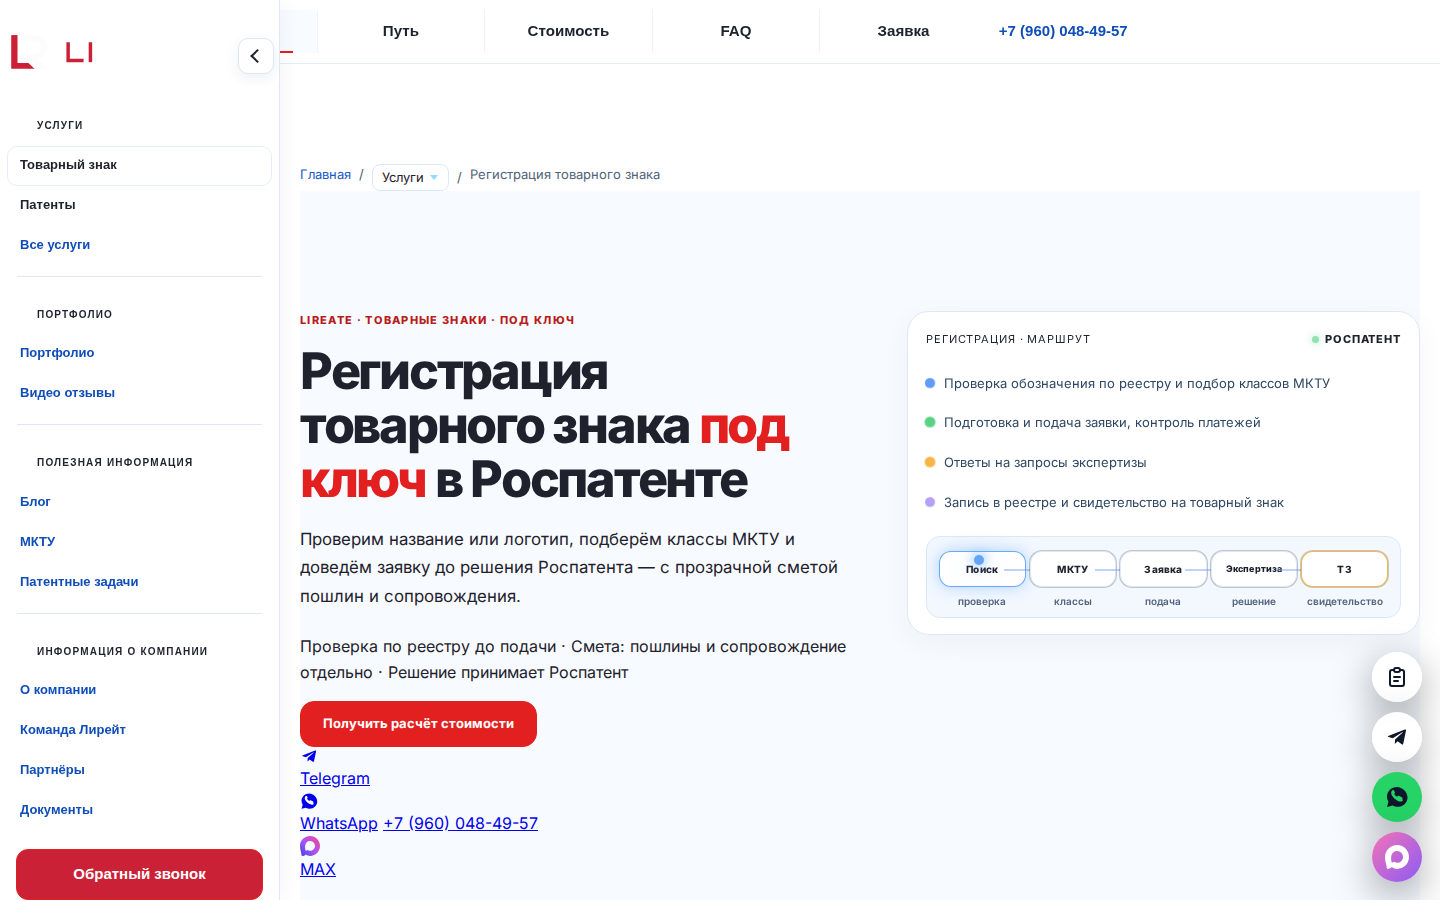 LI
УСЛУГИ
Товарный знак
Патенты
Все услуги
ПОРТФОЛИО
Портфолио
Видео отзывы
ПОЛЕЗНАЯ ИНФОРМАЦИЯ
Блог
МКТУ
Патентные задачи
ИНФОРМАЦИЯ О КОМПАНИИ
О компании
Команда Лирейт
Партнёры
Документы
Обратный звонок
Путь
Стоимость
FAQ
Заявка
+7 (960) 048-49-57
Главная / Услуги / Регистрация товарного знака
LIREATE · ТОВАРНЫЕ ЗНАКИ · ПОД КЛЮЧ
Регистрация
товарного знака под
ключ в Роспатенте
Проверим название или логотип, подберём классы МКТУ и
доведём заявку до решения Роспатента — с прозрачной сметой
пошлин и сопровождения.
Проверка по реестру до подачи · Смета: пошлины и сопровождение
отдельно · Решение принимает Роспатент
Получить расчёт стоимости
Telegram
WhatsApp +7 (960) 048-49-57
MAX
РЕГИСТРАЦИЯ · МАРШРУТ
РОСПАТЕНТ
Проверка обозначения по реестру и подбор классов МКТУ
Подготовка и подача заявки, контроль платежей
Ответы на запросы экспертизы
Запись в реестре и свидетельство на товарный знак
Поиск МКТУ Заявка Экспертиза ТЗ
проверка классы подача решение свидетельство